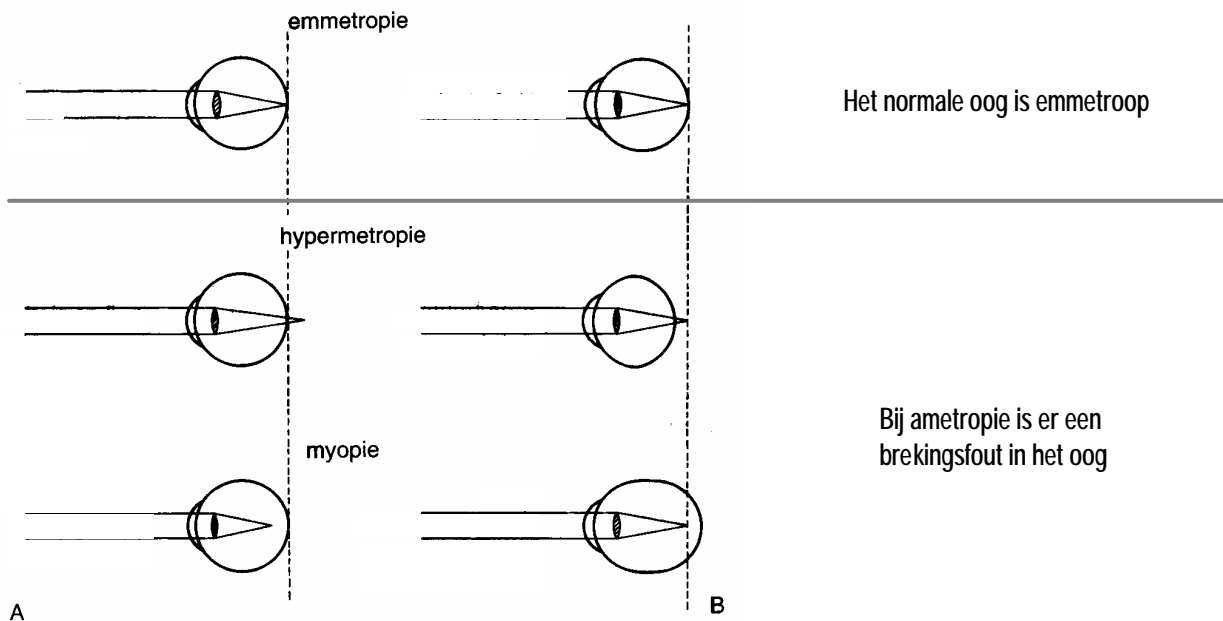 emmetropie
Het normale oog is emmetroop
hypermetropie
myopie
Bij ametropie is er een
brekingsfout in het oog
A
B